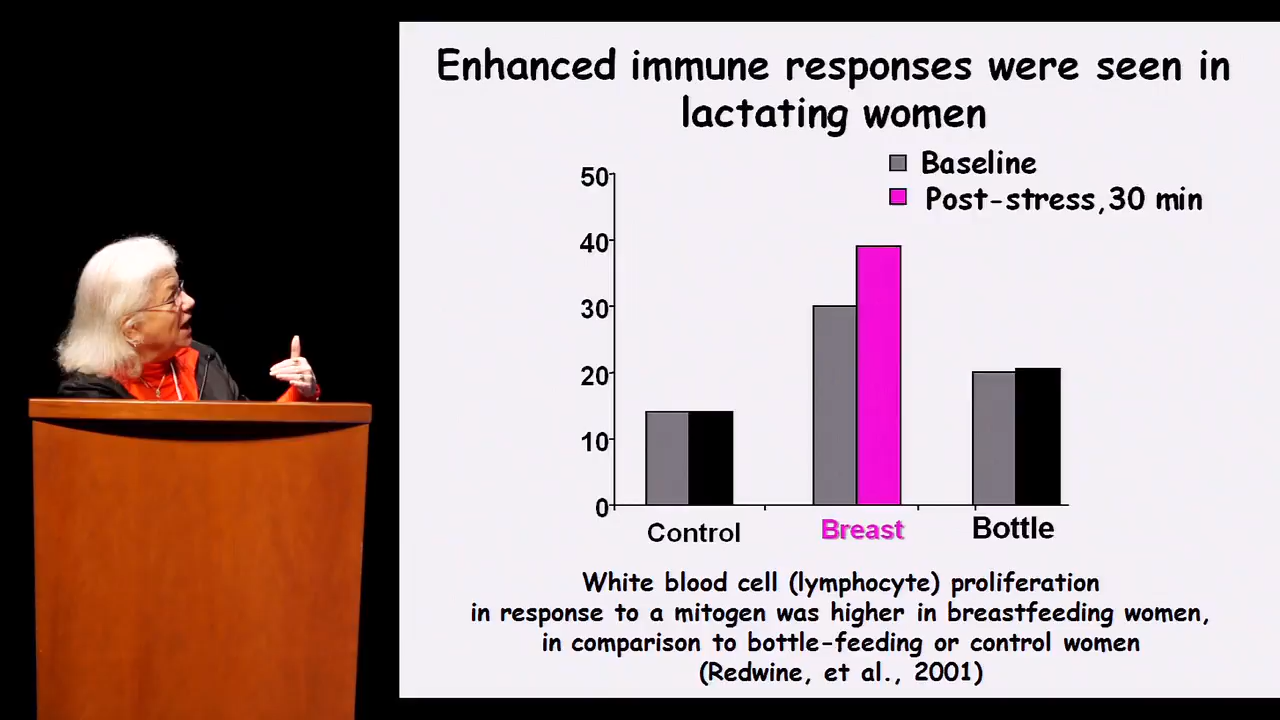 Enhanced immune responses were seen in
lactating women
Baseline
Post-stress, 30 min
50
40
30
20
10
0
Control
Breast
Bottle
White blood cell (lymphocyte) proliferation
in response to a mitogen was higher in breastfeeding women,
in comparison to bottle-feeding or control women
(Redwine, et al., 2001)